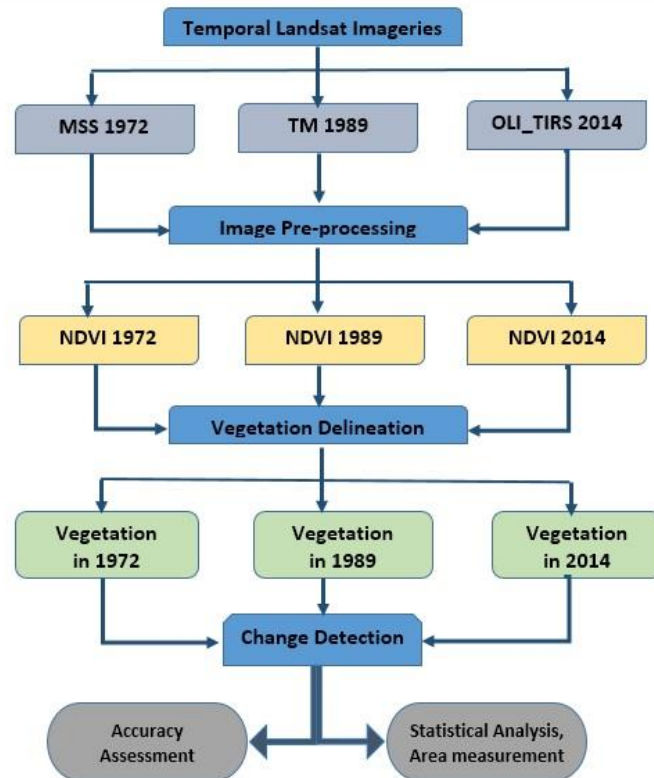 Temporal Landsat Imageries
MSS 1972
TM 1989
OLI_TIRS 2014
Image Pre-processing
NDVI 1972
NDVI 1989
NDVI 2014
Vegetation Delineation
Vegetation
in 1972
Vegetation
in 1989
Vegetation
in 2014
Change Detection
Accuracy
Assessment
Statistical Analysis,
Area measurement